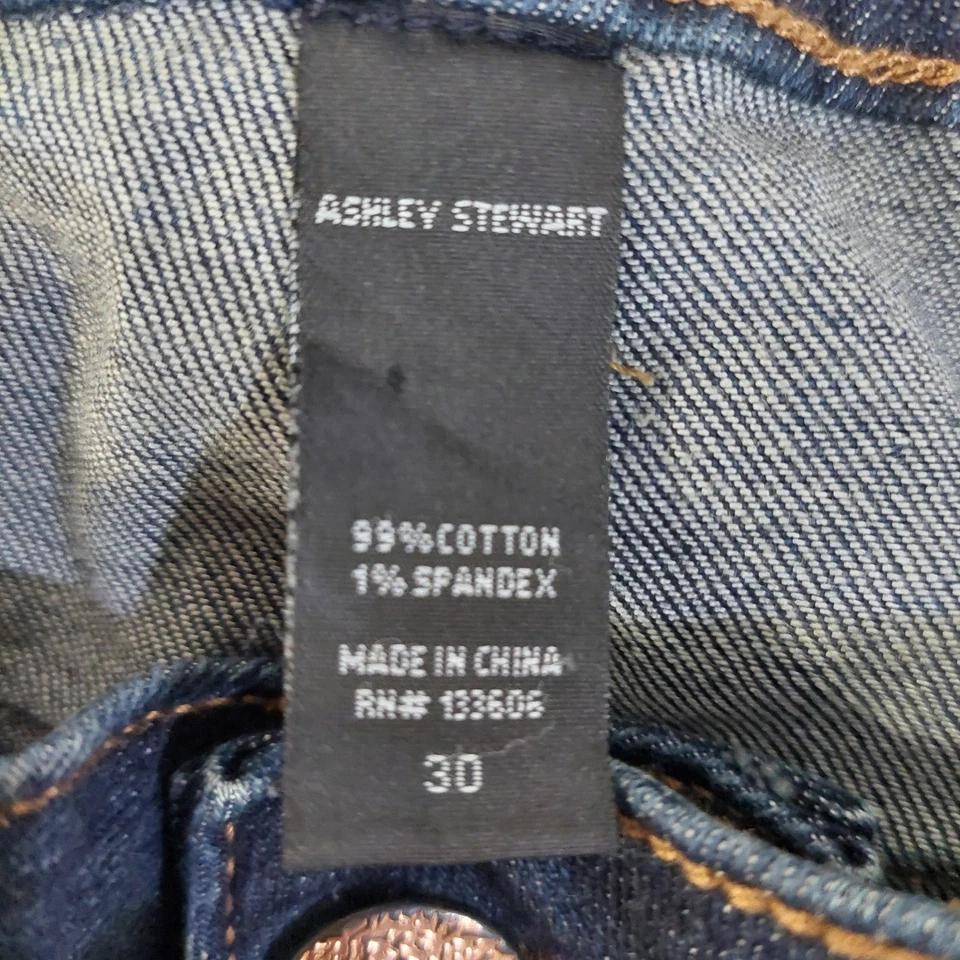 ASHLEY STEWART
99% COTTON
1% SPANDEX
MADE IN CHINA
RN# 133606
30